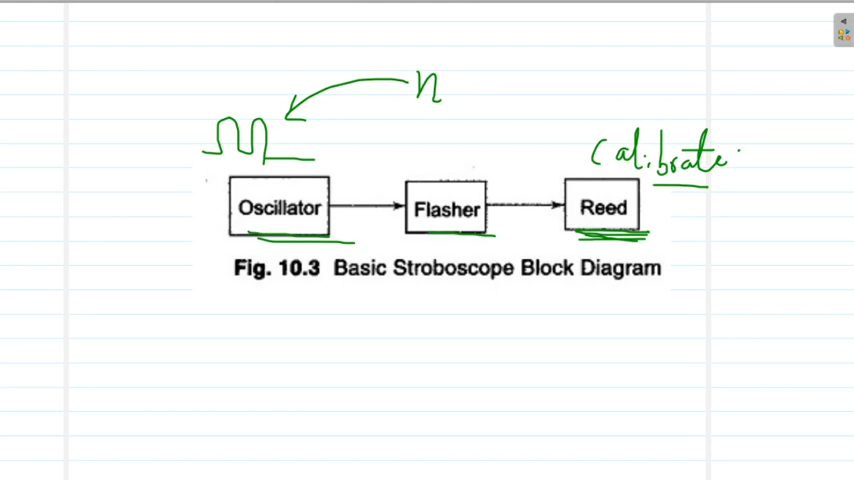 n
Calibrate
Oscillator Flasher Reed
Fig. 10.3 Basic Stroboscope Block Diagram